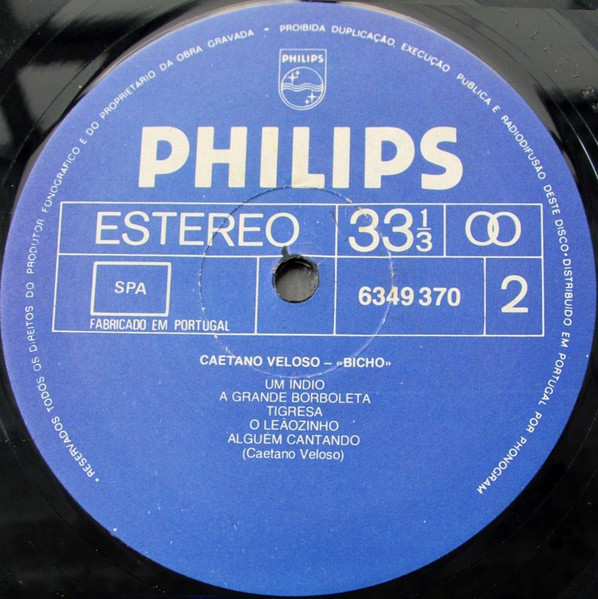 • RESERVADOS TODOS OS DIREITOS DO PRODUTOR FONOGRÁFICO E DO PROPRIETÁRIO DA OBRA GRAVADA - PROIBIDA DUPLICAÇÃO, EXECUÇÃO PÚBLICA E RADIODIFUSÃO DESTE DISCO • DISTRIBUIDO EM PORTUGAL POR PHONOGRAM
PHILIPS
PHILIPS
ESTEREO 33 1/3
SPA 6349 370 2
FABRICADO EM PORTUGAL
CAETANO VELOSO – «BICHO»
UM ÍNDIO
A GRANDE BORBOLETA
TIGRESA
O LEÃOZINHO
ALGUÉM CANTANDO
(Caetano Veloso)